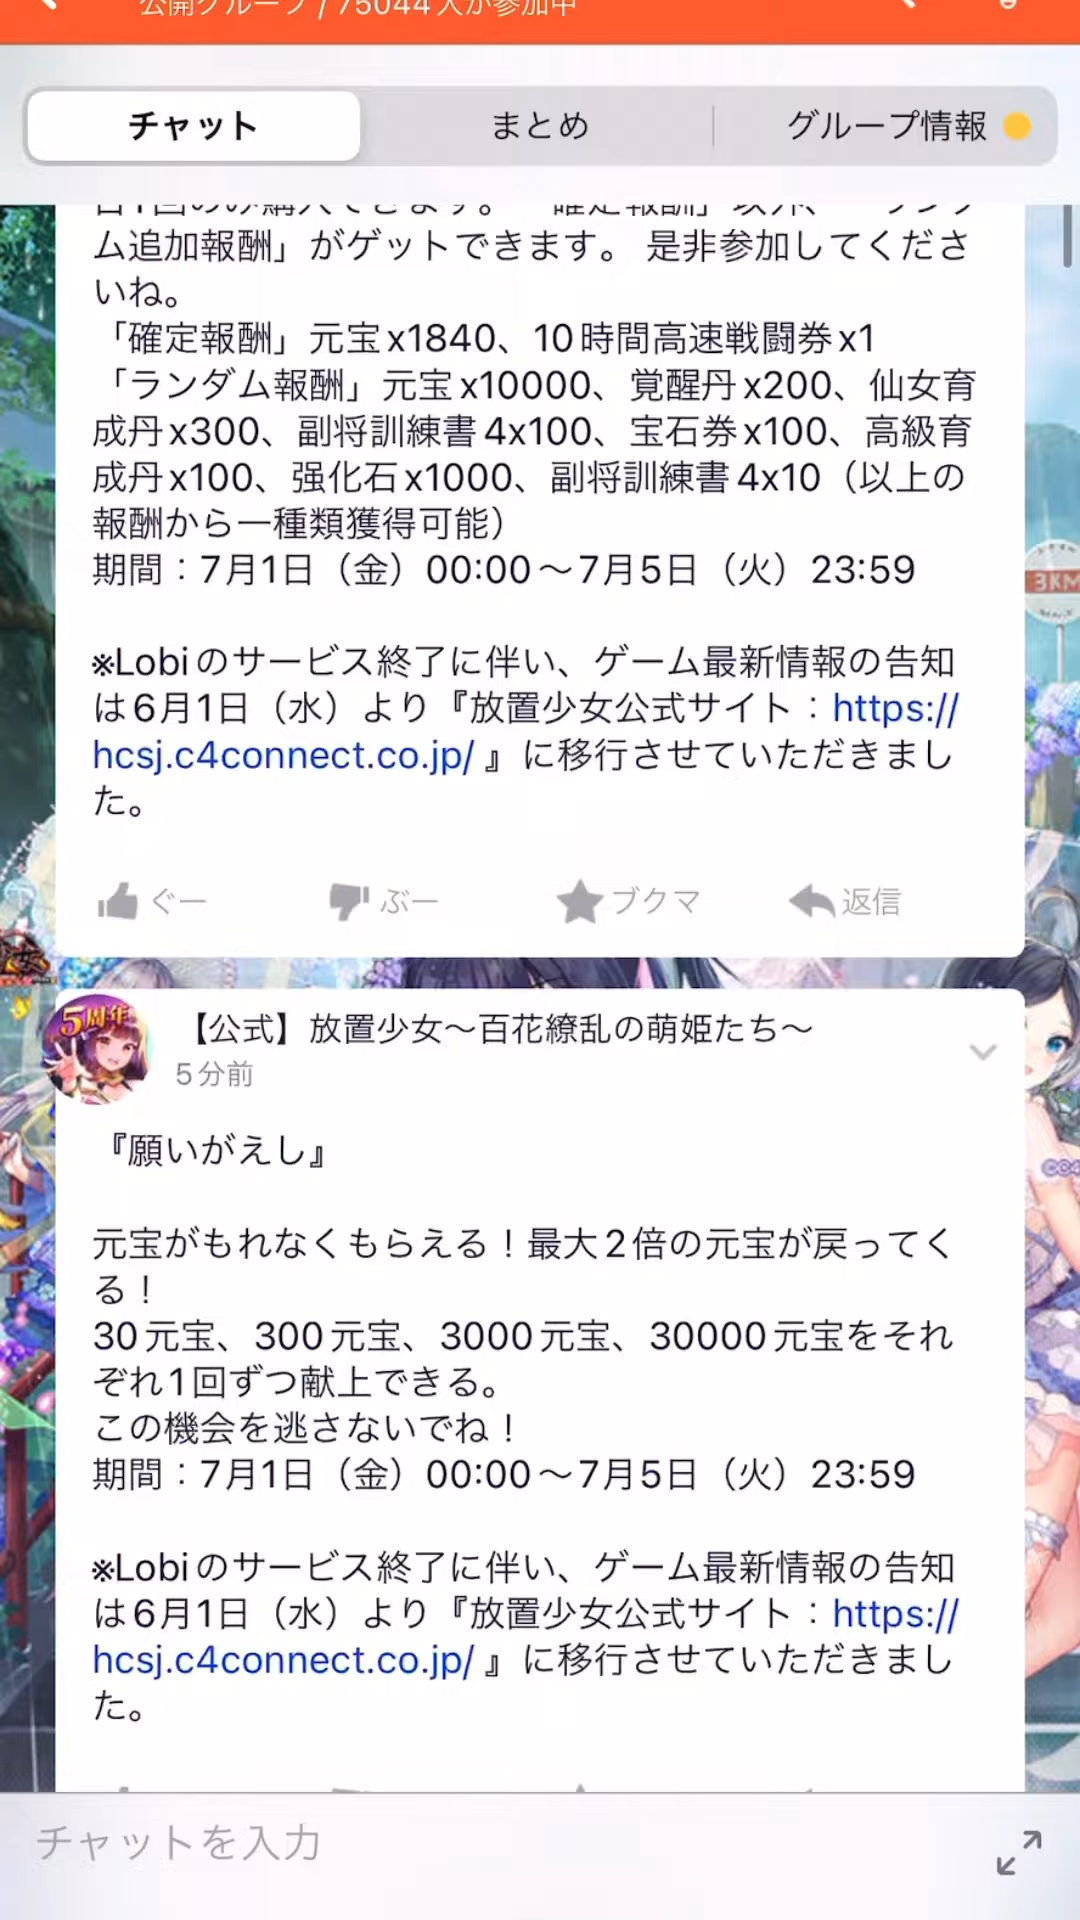 公開グループ / 75044人が参加中
チャット
まとめ
グループ情報
ム追加報酬」がゲットできます。 是非参加してくださ
いね。
「確定報酬」元宝x1840、10時間高速戦闘券x1
「ランダム報酬」元宝x10000、覚醒丹x200、仙女育
成丹x300、副将訓練書4x100、宝石券x100、高級育
成丹x100、强化石x1000、副将訓練書4x10（以上の
報酬から一種類獲得可能）
期間：7月1日（金）00:00～7月5日（火）23:59
※Lobiのサービス終了に伴い、ゲーム最新情報の告知
は6月1日（水）より『放置少女公式サイト：https://
hcsj.c4connect.co.jp/ 』に移行させていただきまし
た。
ぐー
ぶー
ブクマ
返信
3KM
5周年
【公式】放置少女～百花繚乱の萌姫たち～
5分前
『願いがえし』
元宝がもれなくもらえる！最大2倍の元宝が戻ってく
る！
30元宝、300元宝、3000元宝、30000元宝をそれ
ぞれ1回ずつ献上できる。
この機会を逃さないでね！
期間：7月1日（金）00:00～7月5日（火）23:59
※Lobiのサービス終了に伴い、ゲーム最新情報の告知
は6月1日（水）より『放置少女公式サイト：https://
hcsj.c4connect.co.jp/ 』に移行させていただきまし
た。
チャットを入力